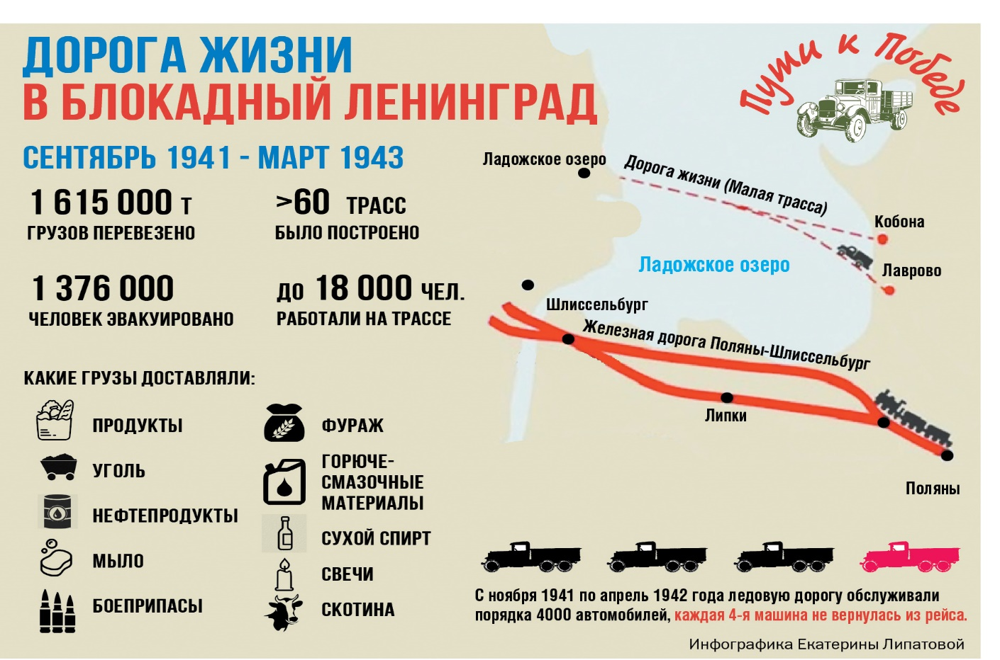 ДОРОГА ЖИЗНИ
В БЛОКАДНЫЙ ЛЕНИНГРАД
Пути к Победе
СЕНТЯБРЬ 1941 - МАРТ 1943
1 615 000 Т
ГРУЗОВ ПЕРЕВЕЗЕНО
>60 ТРАСС
БЫЛО ПОСТРОЕНО
1 376 000
ЧЕЛОВЕК ЭВАКУИРОВАНО
ДО 18 000 ЧЕЛ.
РАБОТАЛИ НА ТРАССЕ
КАКИЕ ГРУЗЫ ДОСТАВЛЯЛИ:
ПРОДУКТЫ
УГОЛЬ
НЕФТЕПРОДУКТЫ
МЫЛО
БОЕПРИПАСЫ
ФУРАЖ
ГОРЮЧЕ-
СМАЗОЧНЫЕ
МАТЕРИАЛЫ
СУХОЙ СПИРТ
СВЕЧИ
СКОТИНА
Ладожское озеро
Дорога жизни (Малая трасса)
Кобона
Ладожское озеро
Лаврово
Шлиссельбург
Железная дорога Поляны-Шлиссельбург
Липки
Поляны
С ноября 1941 по апрель 1942 года ледовую дорогу обслуживали
порядка 4000 автомобилей, каждая 4-я машина не вернулась из рейса.
Инфографика Екатерины Липатовой